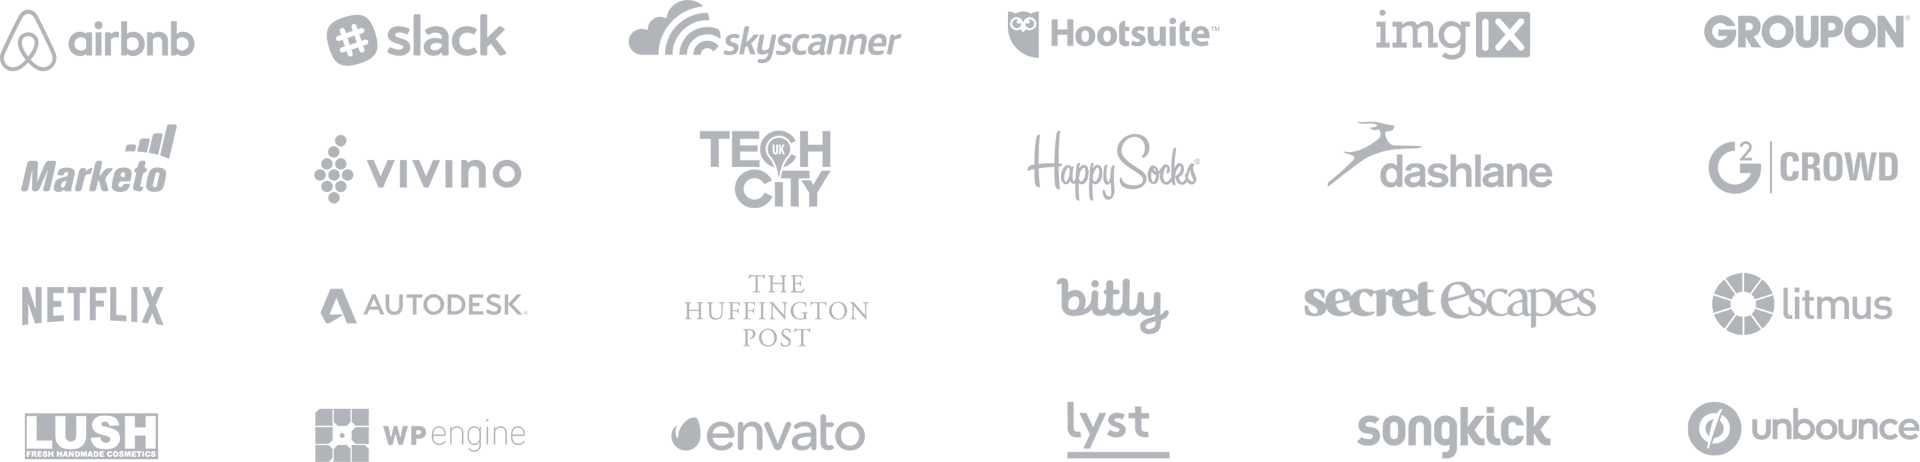 airbnb
slack
skyscanner
Hootsuite™
imgIX
GROUPON®
Marketo
VIVINO
TECH
UK
CITY
Happy Socks®
dashlane
G2 | CROWD
NETFLIX
AUTODESK®
THE
HUFFINGTON
POST
bitly
secret escapes
litmus
LUSH
FRESH HANDMADE COSMETICS
WP engine
envato
lyst
songkick
unbounce